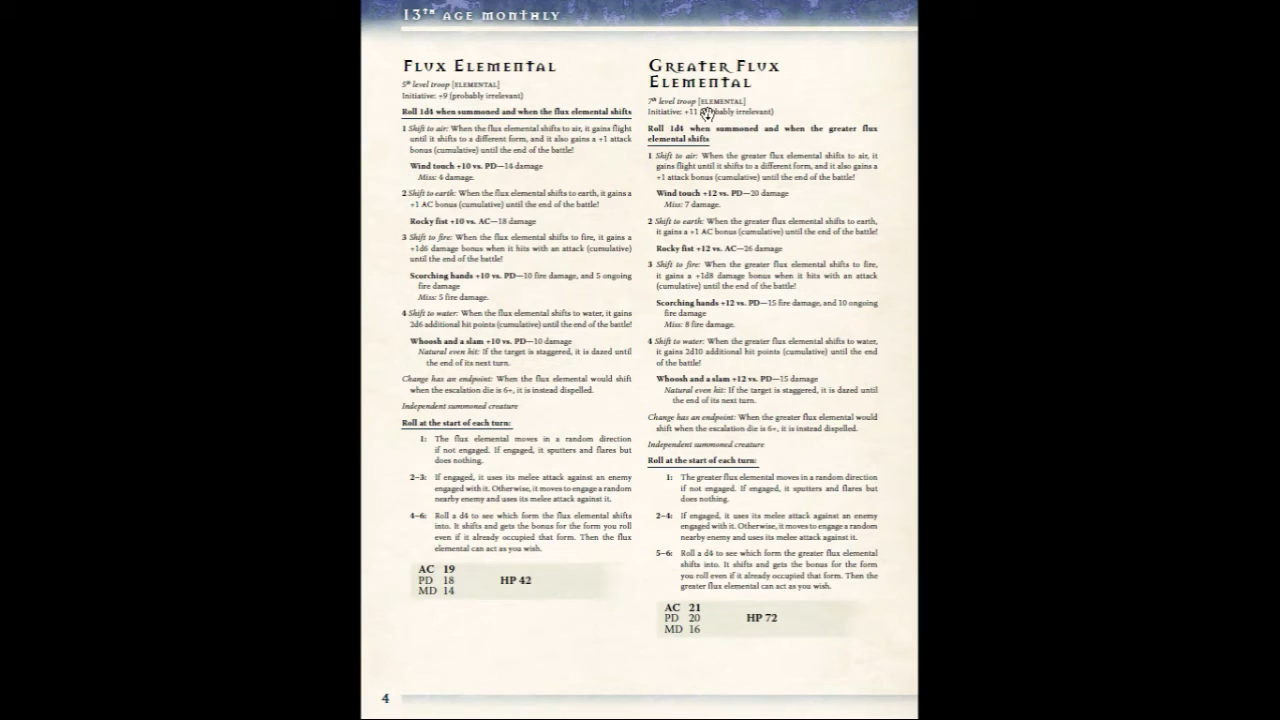 13TH AGE MONTHLY
Flux Elemental
5th level troop [ELEMENTAL]
Initiative: +9 (probably irrelevant)
Roll 1d4 when summoned and when the flux elemental shifts
1 Shift to air: When the flux elemental shifts to air, it gains flight
until it shifts to a different form, and it also gains a +1 attack
bonus (cumulative) until the end of the battle!
Wind touch +10 vs. PD—14 damage
Miss: 4 damage.
2 Shift to earth: When the flux elemental shifts to earth, it gains a
+1 AC bonus (cumulative) until the end of the battle!
Rocky fist +10 vs. AC—18 damage
3 Shift to fire: When the flux elemental shifts to fire, it gains a
+1d6 damage bonus when it hits with an attack (cumulative)
until the end of the battle!
Scorching hands +10 vs. PD—10 fire damage, and 5 ongoing
fire damage
Miss: 5 fire damage.
4 Shift to water: When the flux elemental shifts to water, it gains
2d6 additional hit points (cumulative) until the end of the battle!
Whoosh and a slam +10 vs. PD—10 damage
Natural even hit: If the target is staggered, it is dazed until
the end of its next turn.
Change has an endpoint: When the flux elemental would shift
when the escalation die is 6+, it is instead dispelled.
Independent summoned creature
Roll at the start of each turn:
1: The flux elemental moves in a random direction
if not engaged. If engaged, it sputters and flares but
does nothing.
2–3: If engaged, it uses its melee attack against an enemy
engaged with it. Otherwise, it moves to engage a random
nearby enemy and uses its melee attack against it.
4–6: Roll a d4 to see which form the flux elemental shifts
into. It shifts and gets the bonus for the form you roll
even if it already occupied that form. Then the flux
elemental can act as you wish.
AC 19
PD 18 HP 42
MD 14
Greater Flux
Elemental
7th level troop [ELEMENTAL]
Initiative: +11 (probably irrelevant)
Roll 1d4 when summoned and when the greater flux
elemental shifts
1 Shift to air: When the greater flux elemental shifts to air, it
gains flight until it shifts to a different form, and it also gains a
+1 attack bonus (cumulative) until the end of the battle!
Wind touch +12 vs. PD—20 damage
Miss: 7 damage.
2 Shift to earth: When the greater flux elemental shifts to earth,
it gains a +1 AC bonus (cumulative) until the end of the battle!
Rocky fist +12 vs. AC—26 damage
3 Shift to fire: When the greater flux elemental shifts to fire,
it gains a +1d8 damage bonus when it hits with an attack
(cumulative) until the end of the battle!
Scorching hands +12 vs. PD—15 fire damage, and 10 ongoing
fire damage
Miss: 8 fire damage.
4 Shift to water: When the greater flux elemental shifts to water,
it gains 2d10 additional hit points (cumulative) until the end
of the battle!
Whoosh and a slam +12 vs. PD—15 damage
Natural even hit: If the target is staggered, it is dazed until
the end of its next turn.
Change has an endpoint: When the greater flux elemental would
shift when the escalation die is 6+, it is instead dispelled.
Independent summoned creature
Roll at the start of each turn:
1: The greater flux elemental moves in a random direction
if not engaged. If engaged, it sputters and flares but
does nothing.
2–4: If engaged, it uses its melee attack against an enemy
engaged with it. Otherwise, it moves to engage a random
nearby enemy and uses its melee attack against it.
5–6: Roll a d4 to see which form the greater flux elemental
shifts into. It shifts and gets the bonus for the form
you roll even if it already occupied that form. Then the
greater flux elemental can act as you wish.
AC 21
PD 20 HP 72
MD 16
4